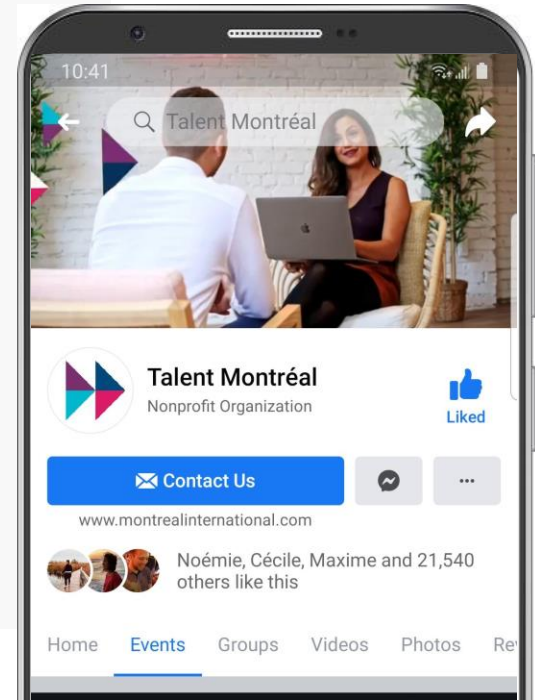 10:41
Talent Montréal
Talent Montréal
Nonprofit Organization
Liked
Contact Us
www.montrealinternational.com
Noémie, Cécile, Maxime and 21,540
others like this
Home Events Groups Videos Photos Re